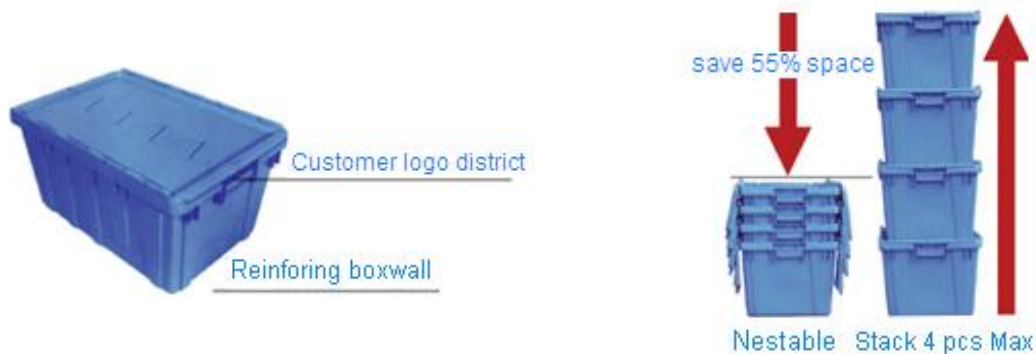 save 55% space
Customer logo district
Reinforing boxwall
Nestable
Stack 4 pcs Max